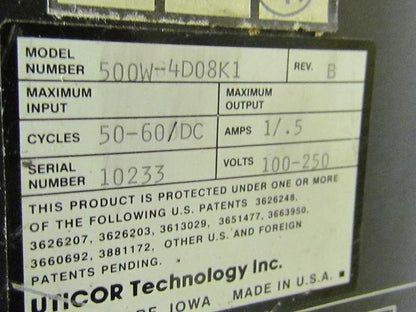 MODEL NUMBER 500W-4D08K1 REV. B
MAXIMUM INPUT MAXIMUM OUTPUT
CYCLES 50-60/DC AMPS 1/.5
SERIAL NUMBER 10233 VOLTS 100-250
THIS PRODUCT IS PROTECTED UNDER ONE OR MORE
OF THE FOLLOWING U.S. PATENTS 3626248,
3626207, 3626203, 3613029, 3651477, 3663950,
3660692, 3881172, OTHER U.S. AND FOREIGN
PATENTS PENDING.
UTICOR Technology Inc.
IOWA MADE IN U.S.A.